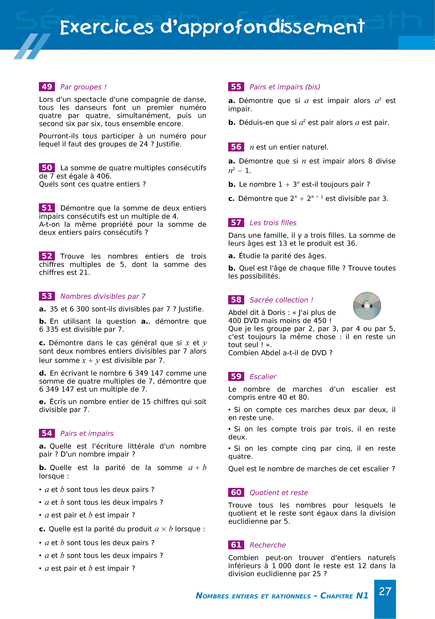 Exercices d'approfondissement
49 Par groupes !
Lors d'un spectacle d'une compagnie de danse,
tous les danseurs font un premier numéro
quatre par quatre, simultanément, puis un
second six par six, tous ensemble encore.
Pourront-ils tous participer à un numéro pour
lequel il faut des groupes de 24 ? Justifie.
50 La somme de quatre multiples consécutifs
de 7 est égale à 406.
Quels sont ces quatre entiers ?
51 Démontre que la somme de deux entiers
impairs consécutifs est un multiple de 4.
A-t-on la même propriété pour la somme de
deux entiers pairs consécutifs ?
52 Trouve les nombres entiers de trois
chiffres multiples de 5, dont la somme des
chiffres est 21.
53 Nombres divisibles par 7
a. 35 et 6 300 sont-ils divisibles par 7 ? Justifie.
b. En utilisant la question a., démontre que
6 335 est divisible par 7.
c. Démontre dans le cas général que si x et y
sont deux nombres entiers divisibles par 7 alors
leur somme x + y est divisible par 7.
d. En écrivant le nombre 6 349 147 comme une
somme de quatre multiples de 7, démontre que
6 349 147 est un multiple de 7.
e. Écris un nombre entier de 15 chiffres qui soit
divisible par 7.
54 Pairs et impairs
a. Quelle est l'écriture littérale d'un nombre
pair ? D'un nombre impair ?
b. Quelle est la parité de la somme a + b
lorsque :
• a et b sont tous les deux pairs ?
• a et b sont tous les deux impairs ?
• a est pair et b est impair ?
c. Quelle est la parité du produit a × b lorsque :
• a et b sont tous les deux pairs ?
• a et b sont tous les deux impairs ?
• a est pair et b est impair ?
55 Pairs et impairs (bis)
a. Démontre que si a est impair alors a² est
impair.
b. Déduis-en que si a² est pair alors a est pair.
56 n est un entier naturel.
a. Démontre que si n est impair alors 8 divise
n² − 1.
b. Le nombre 1 + 3ⁿ est-il toujours pair ?
c. Démontre que 2ⁿ + 2ⁿ⁺¹ est divisible par 3.
57 Les trois filles
Dans une famille, il y a trois filles. La somme de
leurs âges est 13 et le produit est 36.
a. Étudie la parité des âges.
b. Quel est l'âge de chaque fille ? Trouve toutes
les possibilités.
58 Sacrée collection !
Abdel dit à Doris : « J'ai plus de
400 DVD mais moins de 450 !
Que je les groupe par 2, par 3, par 4 ou par 5,
c'est toujours la même chose : il en reste un
tout seul ! ».
Combien Abdel a-t-il de DVD ?
59 Escalier
Le nombre de marches d'un escalier est
compris entre 40 et 80.
• Si on compte ces marches deux par deux, il
en reste une.
• Si on les compte trois par trois, il en reste
deux.
• Si on les compte cinq par cinq, il en reste
quatre.
Quel est le nombre de marches de cet escalier ?
60 Quotient et reste
Trouve tous les nombres pour lesquels le
quotient et le reste sont égaux dans la division
euclidienne par 5.
61 Recherche
Combien peut-on trouver d'entiers naturels
inférieurs à 1 000 dont le reste est 12 dans la
division euclidienne par 25 ?
NOMBRES ENTIERS ET RATIONNELS • CHAPITRE N1 27